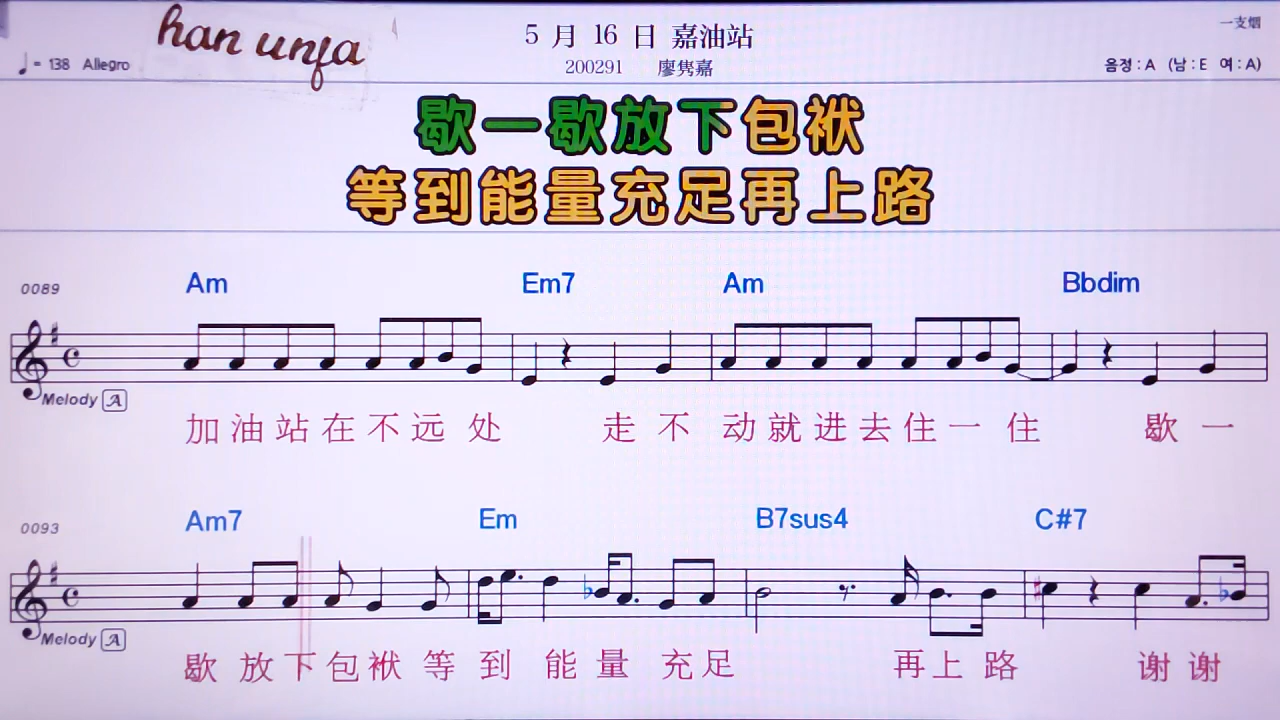 han unfa
5 月 16 日 嘉油站
一支烟
♩= 138 Allegro
200291 廖隽嘉
음정 : A (남 : E 여 : A)
歇一歇放下包袱
等到能量充足再上路
0089 Am Em7 Am Bbdim
Melody A
加油站在不远处 走不动就进去住一住 歇一
0093 Am7 Em B7sus4 C#7
Melody A
歇放下包袱等到能量充足 再上路 谢谢